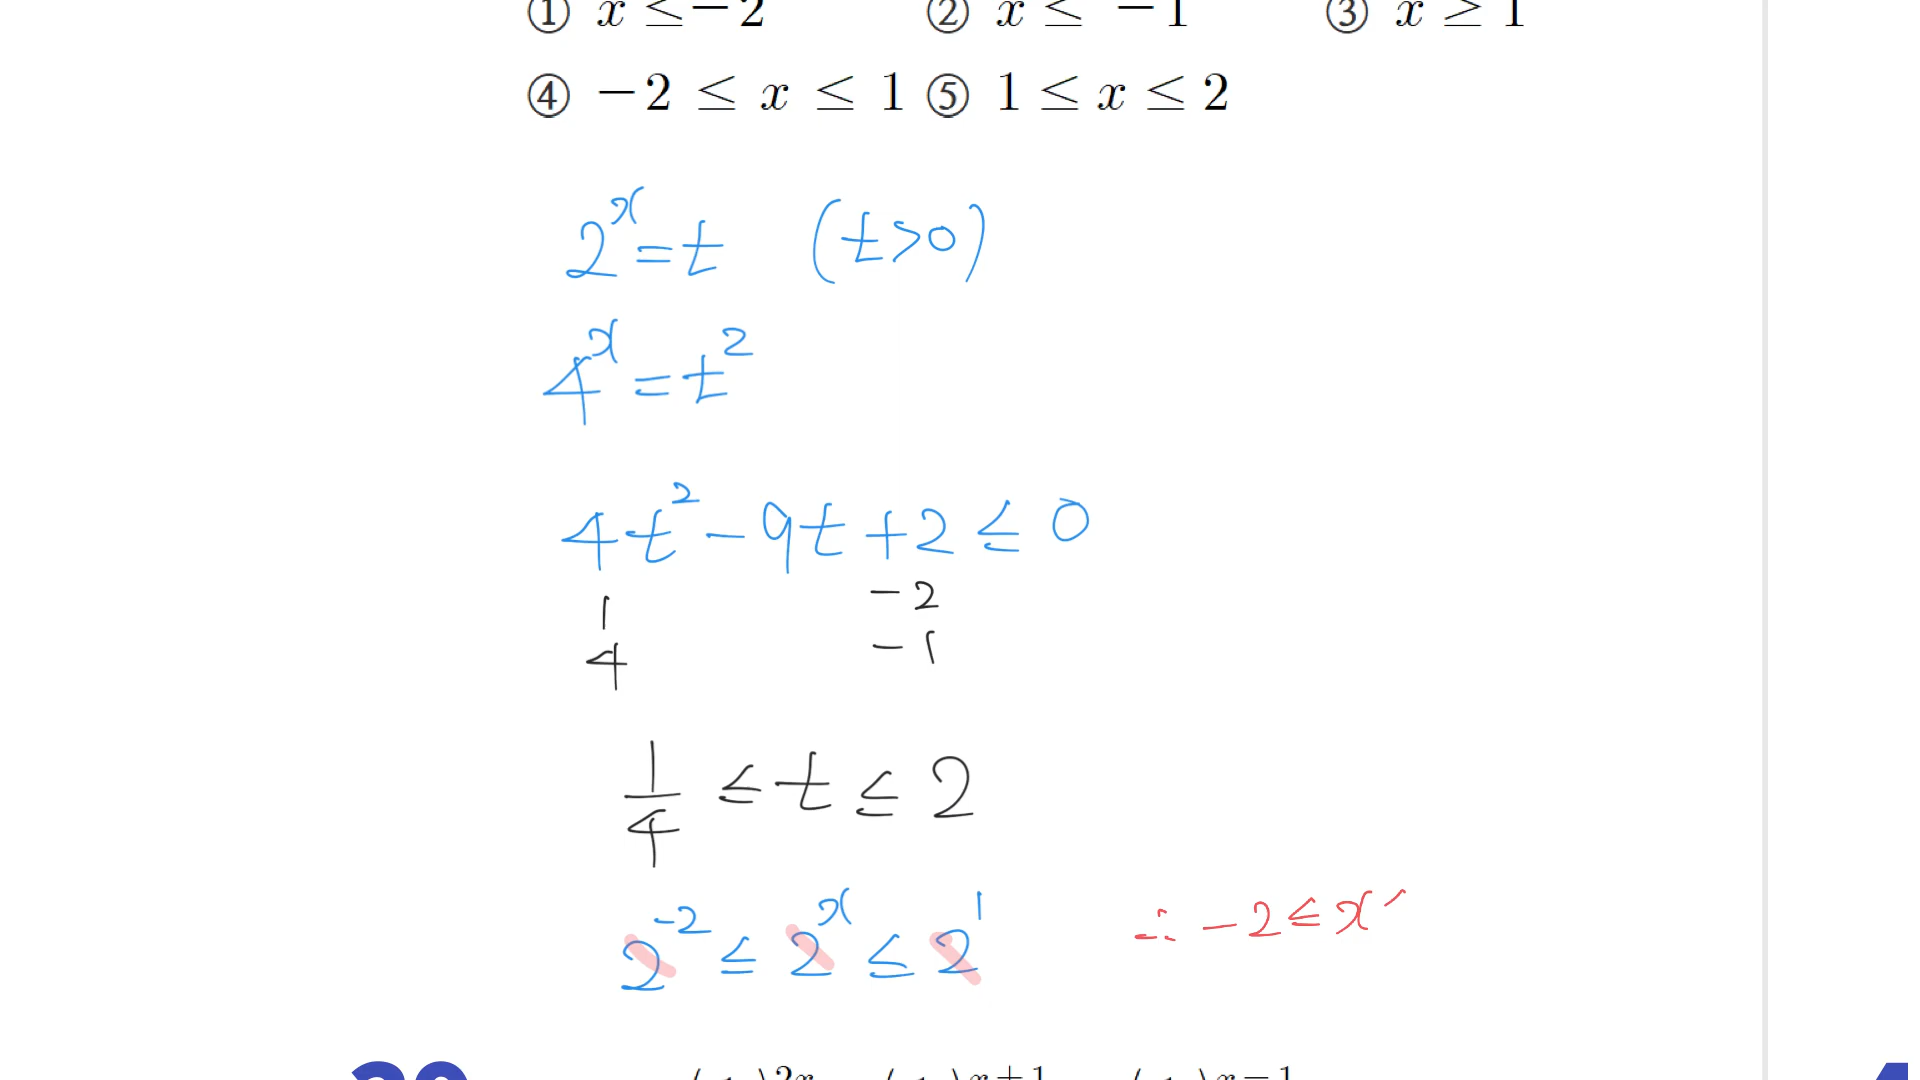 ① x ≤ −2 ② x ≤ −1 ③ x ≥ 1
④ −2 ≤ x ≤ 1 ⑤ 1 ≤ x ≤ 2
2^x = t (t>0)
4^x = t^2
4t^2 − 9t + 2 ≤ 0
1 −2
4 −1
1/4 ≤ t ≤ 2
2^-2 ≤ 2^x ≤ 2^1 ∴ −2 ≤ x